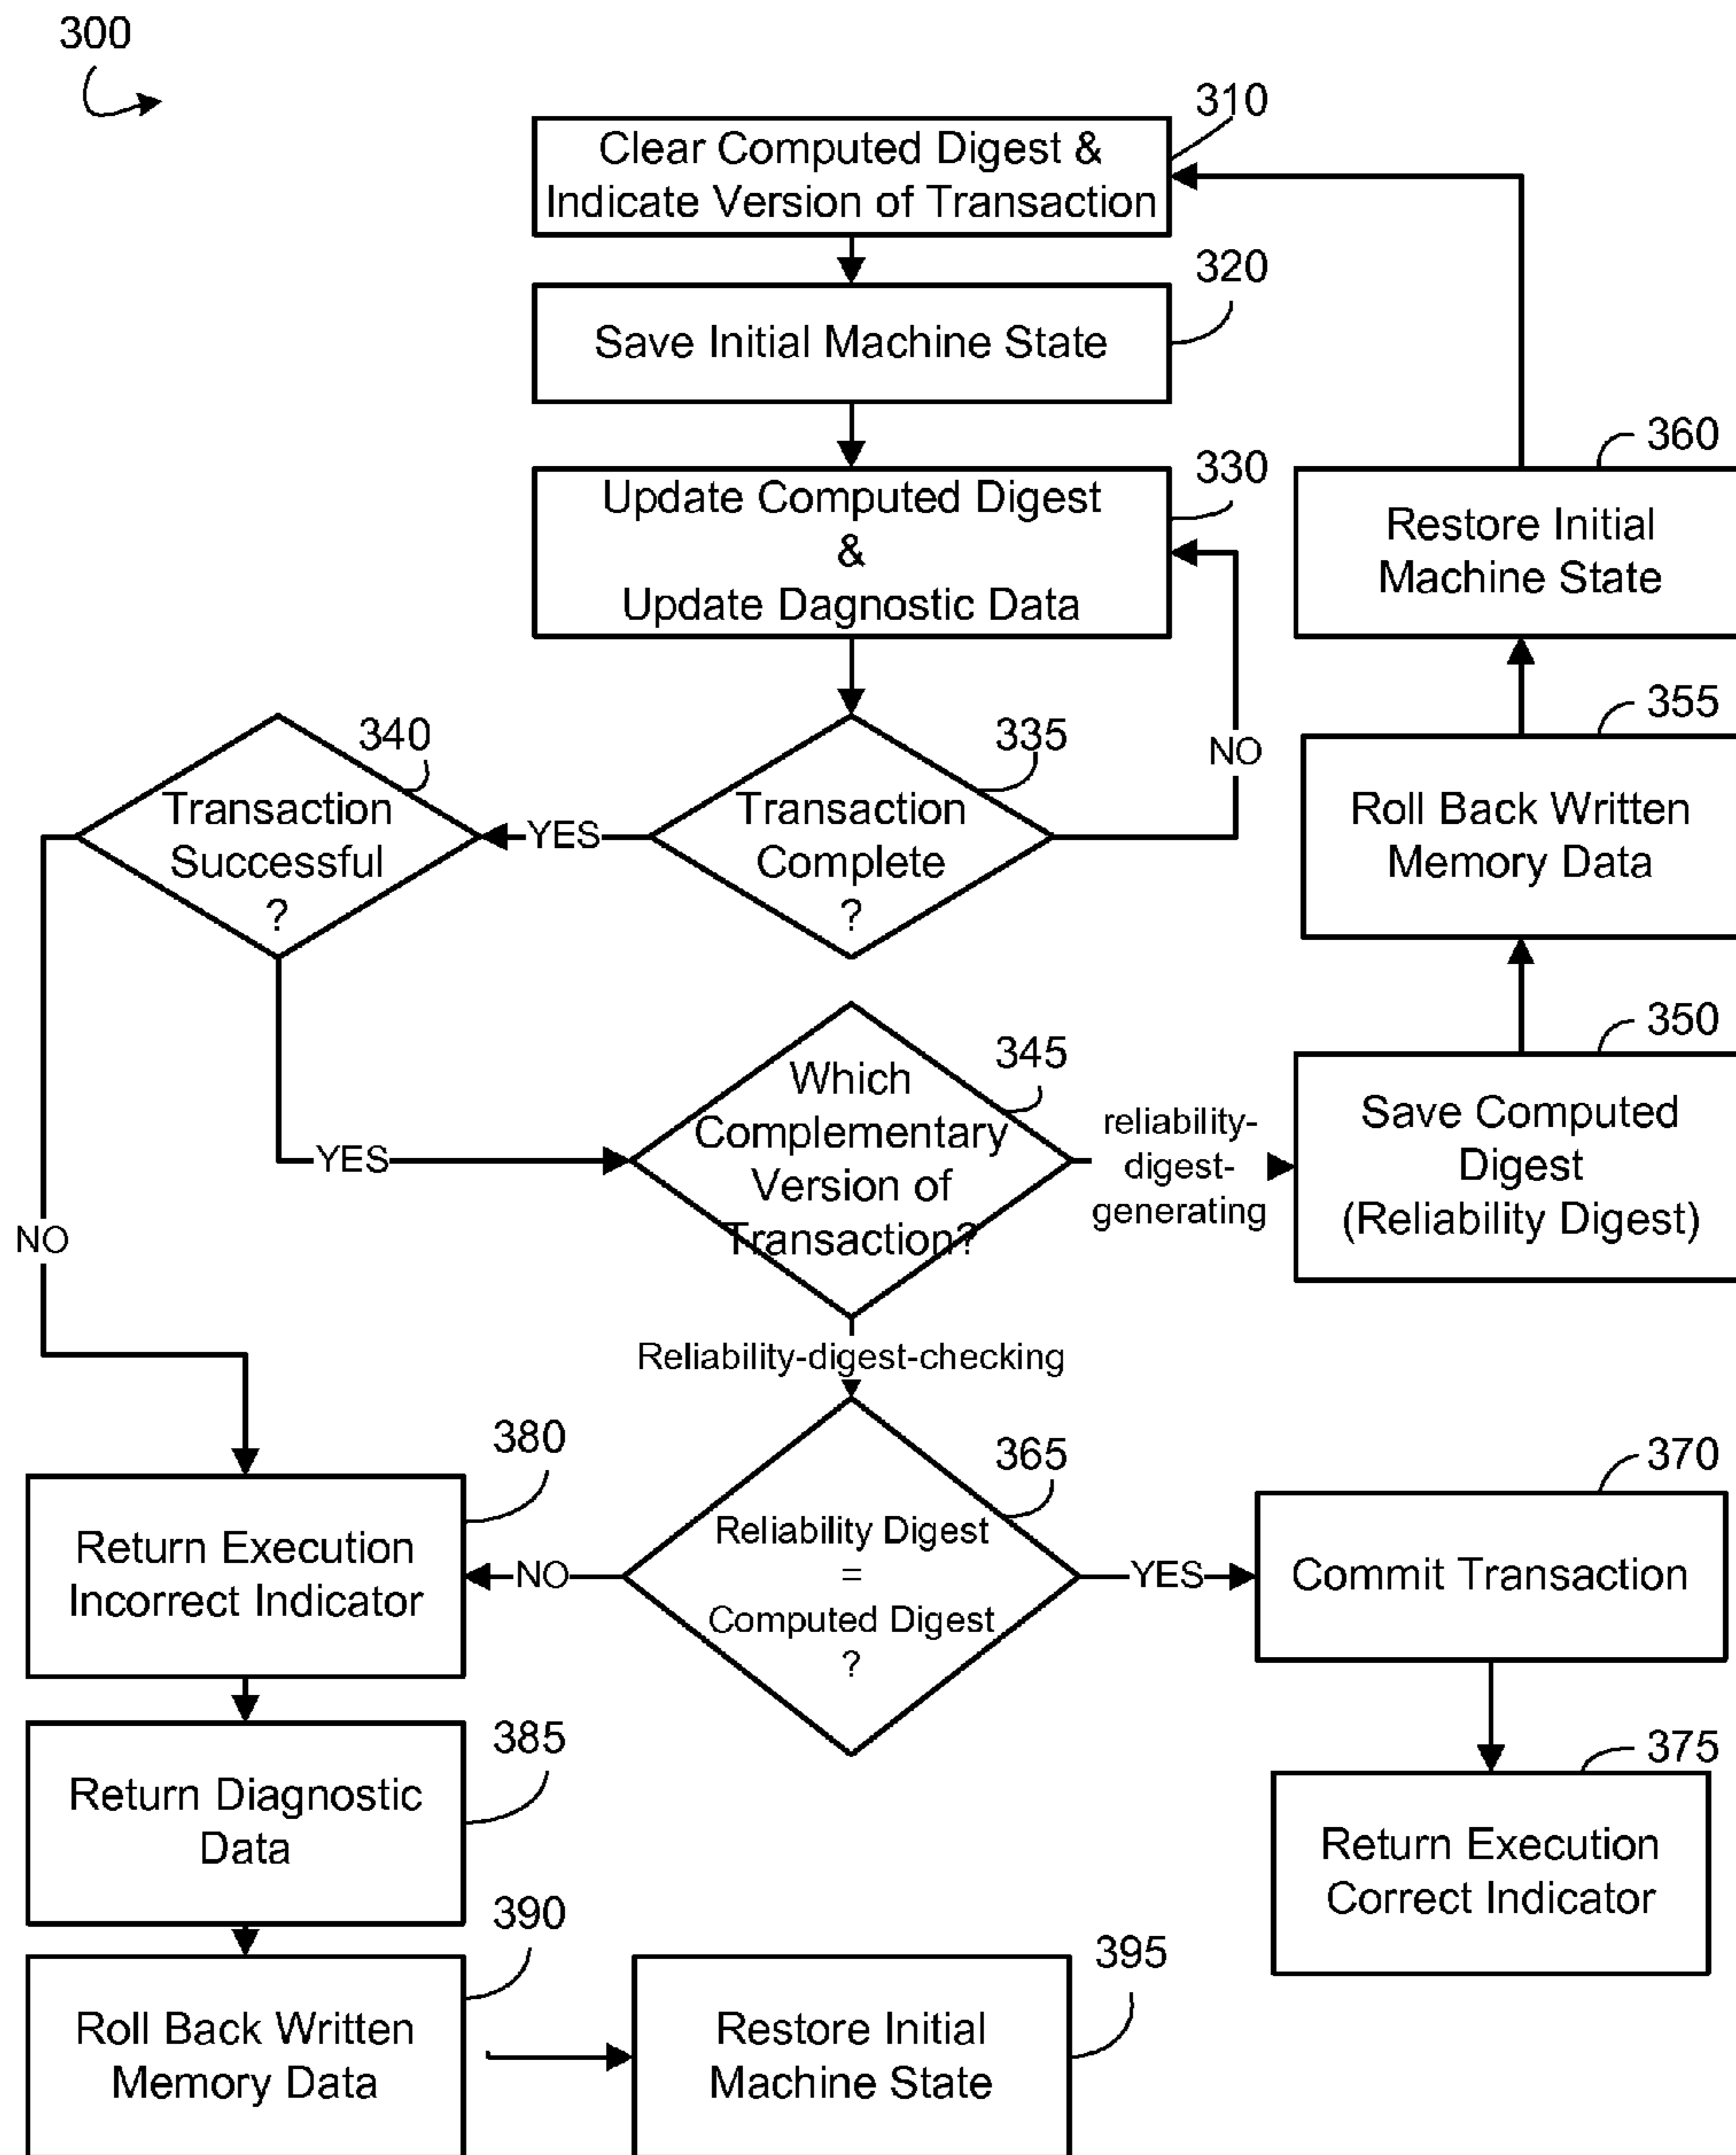 300
310
Clear Computed Digest &
Indicate Version of Transaction
320
Save Initial Machine State
330
Update Computed Digest
&
Update Dagnostic Data
360
Restore Initial
Machine State
340
Transaction
Successful
?
YES
335
Transaction
Complete
?
NO
355
Roll Back Written
Memory Data
YES
345
Which
Complementary
Version of
Transaction?
reliability-
digest-
generating
350
Save Computed
Digest
(Reliability Digest)
NO
Reliability-digest-checking
380
Return Execution
Incorrect Indicator
NO
365
Reliability Digest
=
Computed Digest
?
YES
370
Commit Transaction
385
Return Diagnostic
Data
375
Return Execution
Correct Indicator
390
Roll Back Written
Memory Data
395
Restore Initial
Machine State